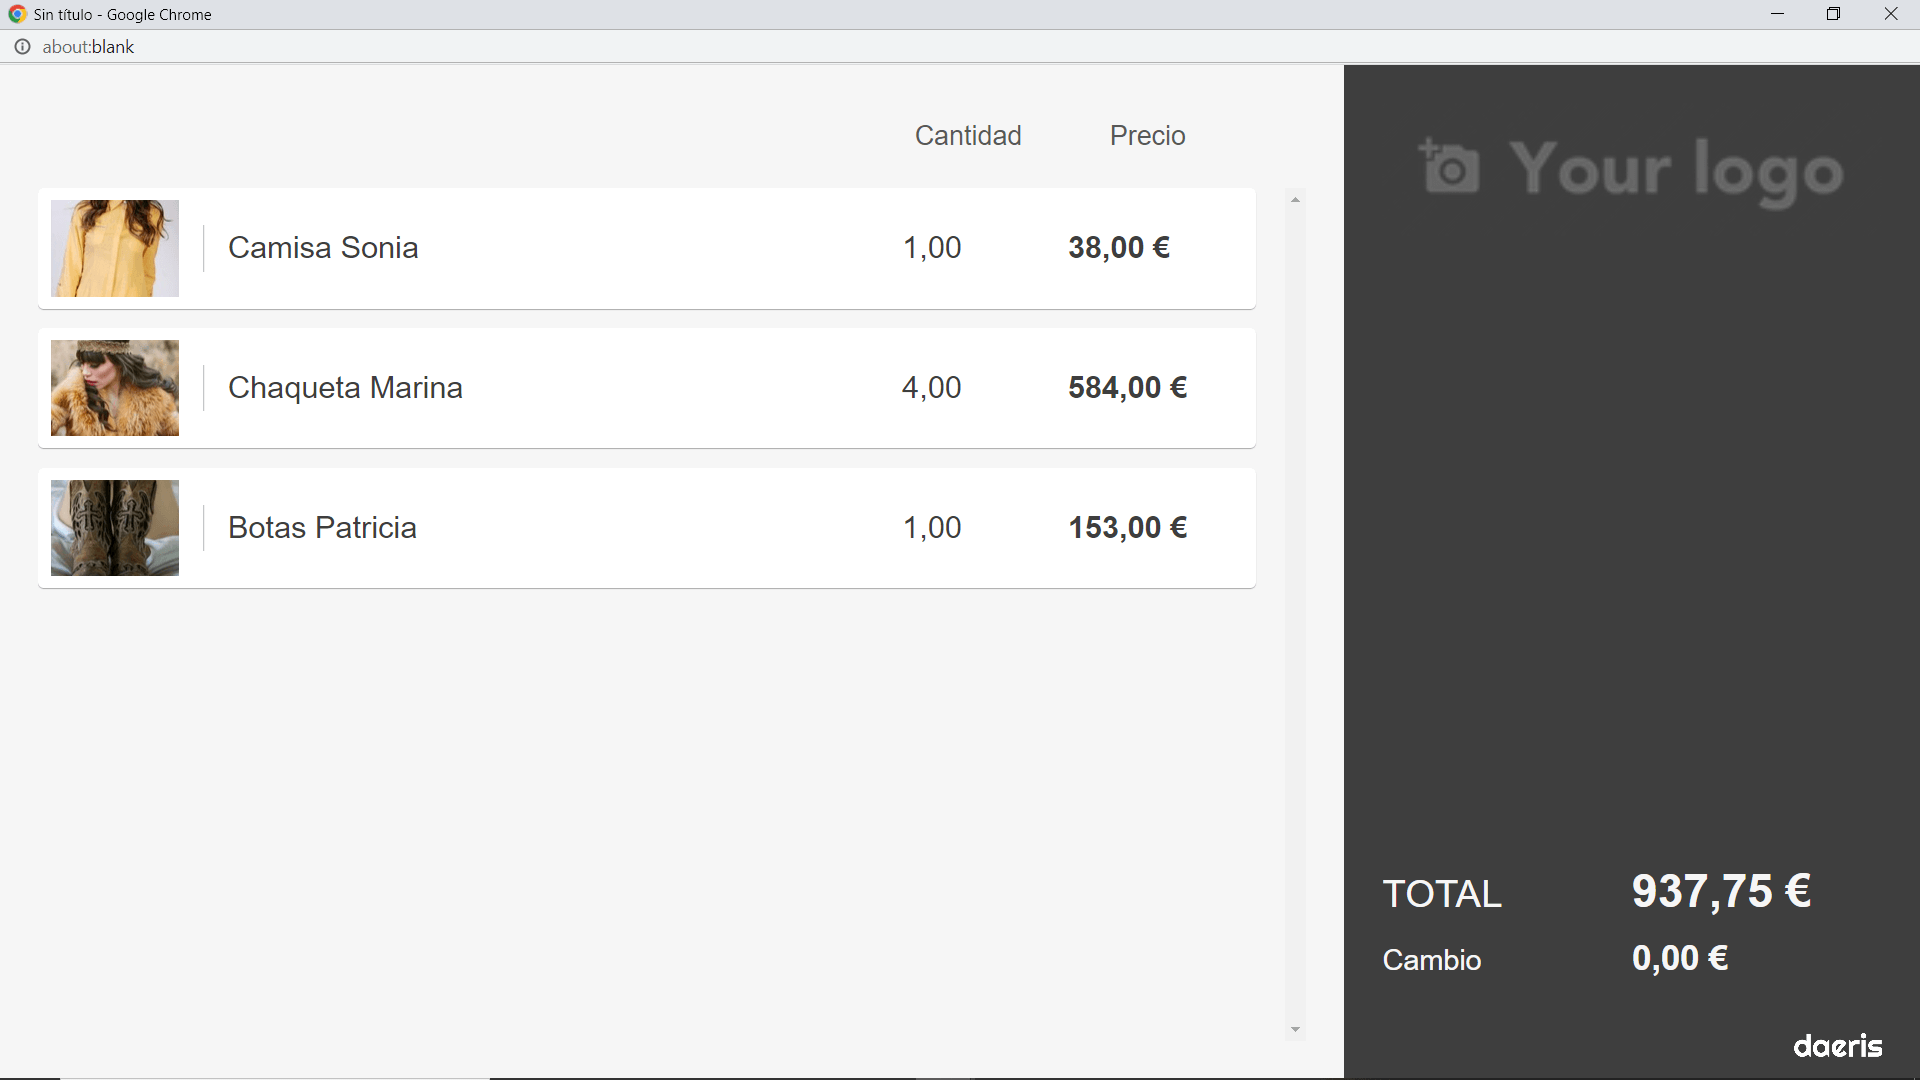 Sin título - Google Chrome
about:blank
Cantidad Precio
Camisa Sonia 1,00 38,00 €
Chaqueta Marina 4,00 584,00 €
Botas Patricia 1,00 153,00 €
Your logo
TOTAL 937,75 €
Cambio 0,00 €
daeris